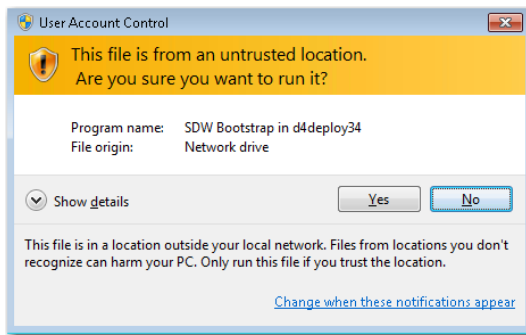 User Account Control
This file is from an untrusted location.
Are you sure you want to run it?
Program name: SDW Bootstrap in d4deploy34
File origin: Network drive
Show details
Yes No
This file is in a location outside your local network. Files from locations you don't
recognize can harm your PC. Only run this file if you trust the location.
Change when these notifications appear